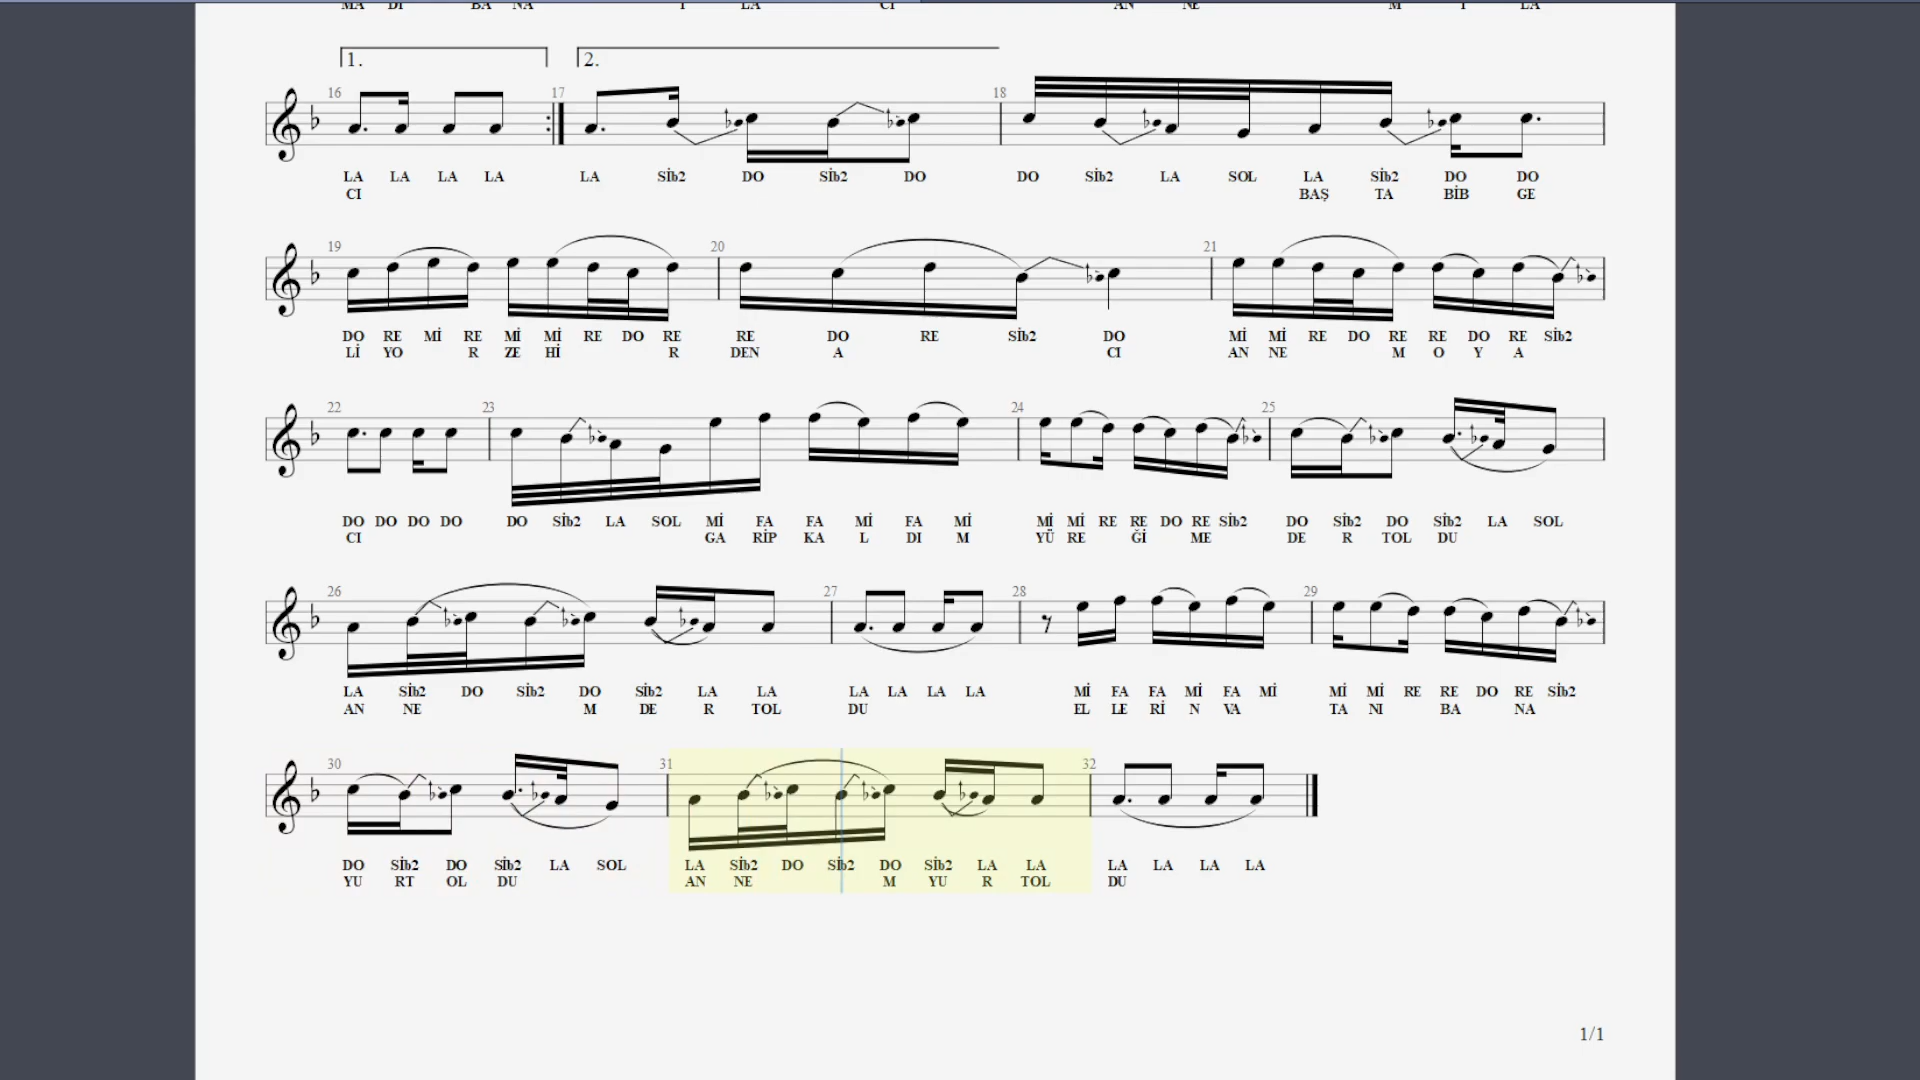 MA Dİ BA NA İ LA CI AN NE M İ LA
1. 2.
16 17 18
LA LA LA LA LA Sİb2 DO Sİb2 DO DO Sİb2 LA SOL LA Sİb2 DO DO
CI BAŞ TA BİB GE
19 20 21
DO RE Mİ RE Mİ Mİ RE DO RE RE DO RE Sİb2 DO Mİ Mİ RE DO RE RE DO RE Sİb2
Lİ YO R ZE Hİ R DEN A CI AN NE M O Y A
22 23 24 25
DO DO DO DO DO Sİb2 LA SOL Mİ FA FA Mİ FA Mİ Mİ Mİ RE RE DO RE Sİb2 DO Sİb2 DO Sİb2 LA SOL
CI GA RİP KA L DI M YÜ RE Ğİ ME DE R TOL DU
26 27 28 29
LA Sİb2 DO Sİb2 DO Sİb2 LA LA LA LA LA LA Mİ FA FA Mİ FA Mİ Mİ Mİ RE RE DO RE Sİb2
AN NE M DE R TOL DU EL LE Rİ N VA TA NI BA NA
30 31 32
DO Sİb2 DO Sİb2 LA SOL LA Sİb2 DO Sİb2 DO Sİb2 LA LA LA LA LA LA
YU RT OL DU AN NE M YU R TOL DU
1/1